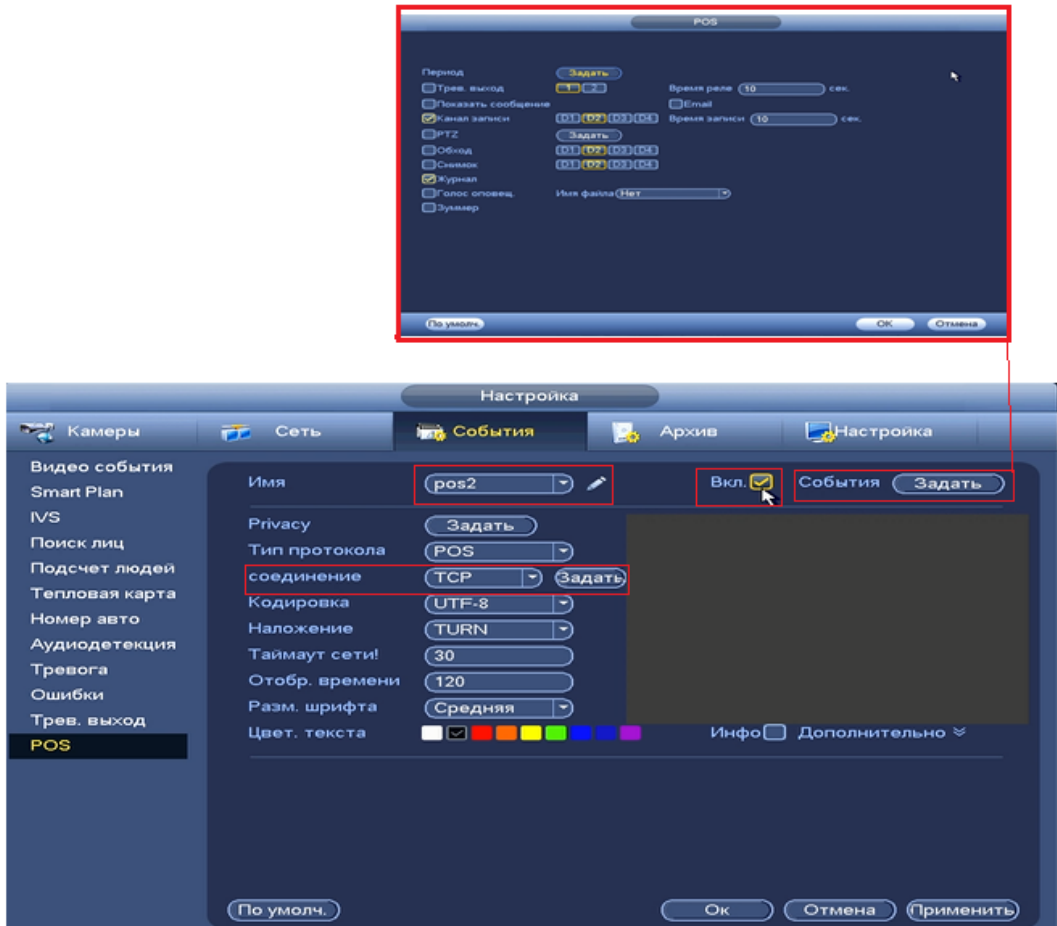 POS
Период Задать
Трев. выход 1 2 Время реле 10 сек.
Показать сообщение Email
Канал записи D1 D2 D3 D4 Время записи 10 сек.
PTZ Задать
Обход D1 D2 D3 D4
Снимок D1 D2 D3 D4
Журнал
Голос оповещ. Имя файла Нет
Зуммер
По умолч. OK Отмена
Настройка
Камеры Сеть События Архив Настройка
Видео события
Smart Plan
IVS
Поиск лиц
Подсчет людей
Тепловая карта
Номер авто
Аудиодетекция
Тревога
Ошибки
Трев. выход
POS
Имя pos2 Вкл. События Задать
Privacy Задать
Тип протокола POS
соединение TCP Задать
Кодировка UTF-8
Наложение TURN
Таймаут сети! 30
Отобр. времени 120
Разм. шрифта Средняя
Цвет. текста Инфо Дополнительно
По умолч. Ок Отмена Применить